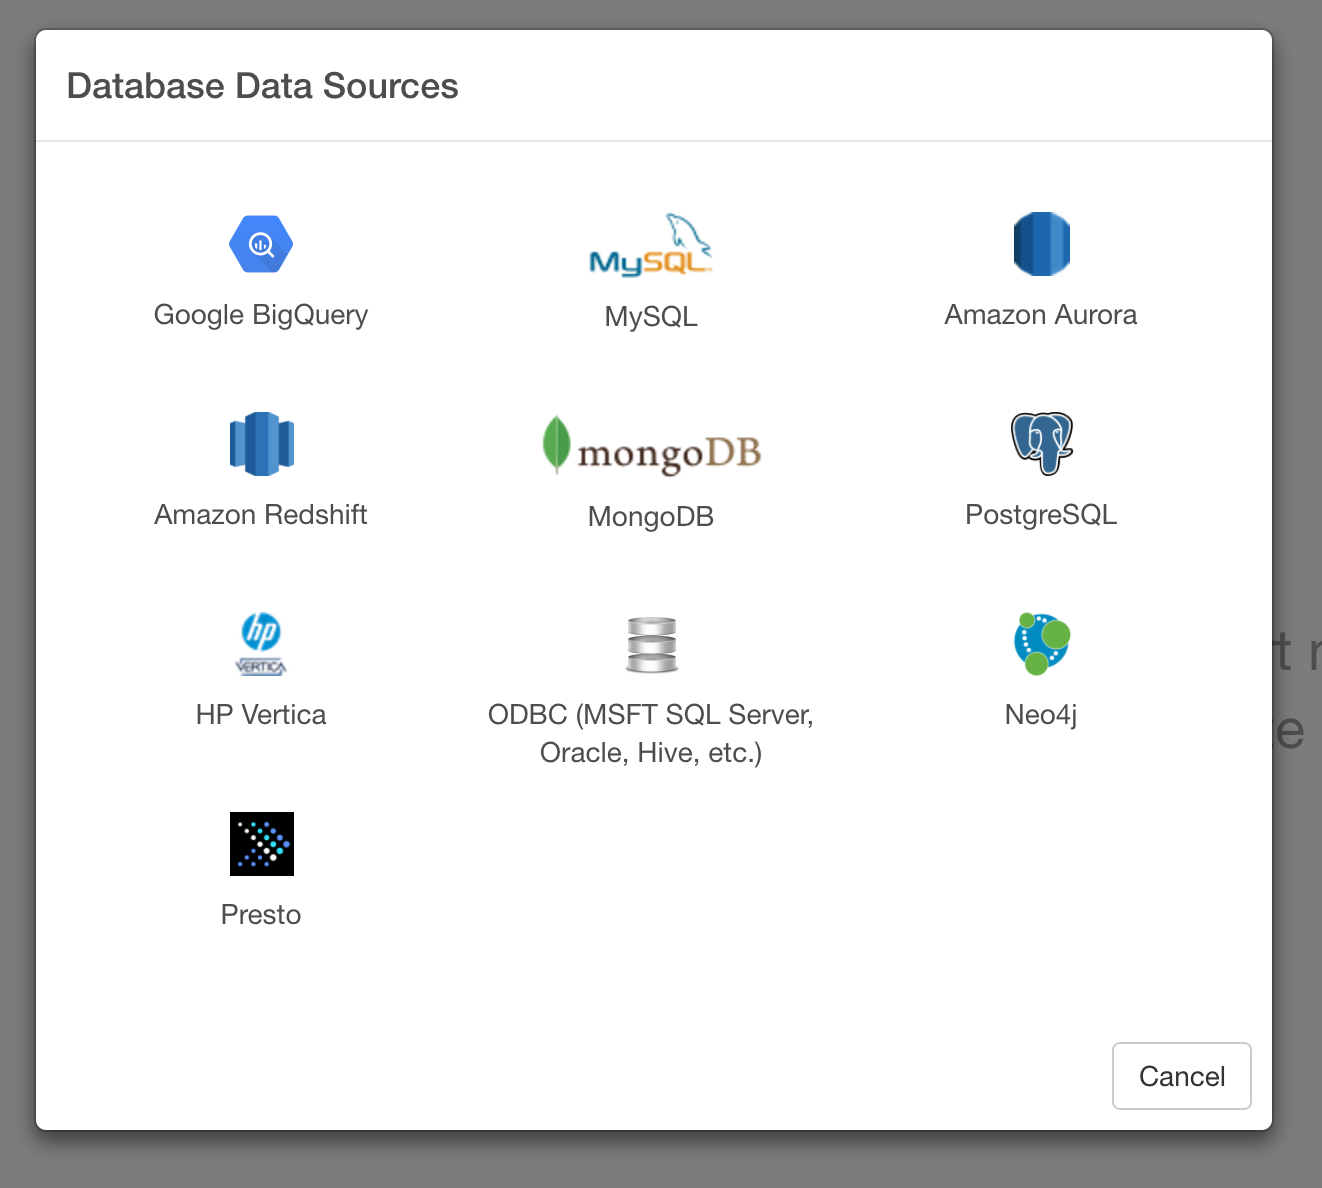 Database Data Sources
MySQL
Google BigQuery
MySQL
Amazon Aurora
mongoDB
Amazon Redshift
MongoDB
PostgreSQL
hp
VERTICA
HP Vertica
ODBC (MSFT SQL Server,
Oracle, Hive, etc.)
Neo4j
Presto
Cancel